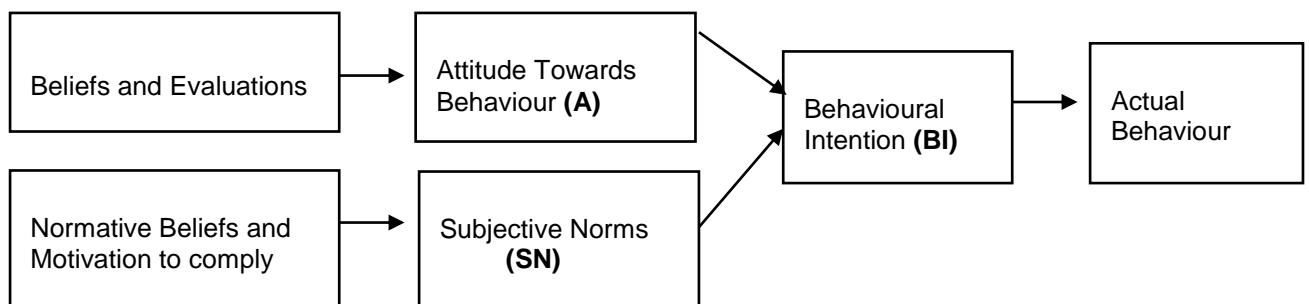 Beliefs and Evaluations
Attitude Towards
Behaviour (A)
Normative Beliefs and
Motivation to comply
Subjective Norms
(SN)
Behavioural
Intention (BI)
Actual
Behaviour